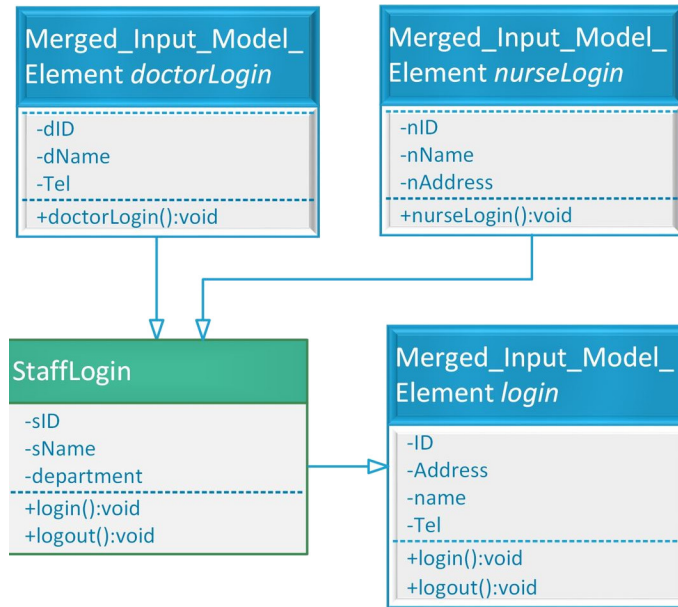 Merged_Input_Model_
Element doctorLogin
-dID
-dName
-Tel
+doctorLogin():void
Merged_Input_Model_
Element nurseLogin
-nID
-nName
-nAddress
+nurseLogin():void
StaffLogin
-sID
-sName
-department
+login():void
+logout():void
Merged_Input_Model_
Element login
-ID
-Address
-name
-Tel
+login():void
+logout():void